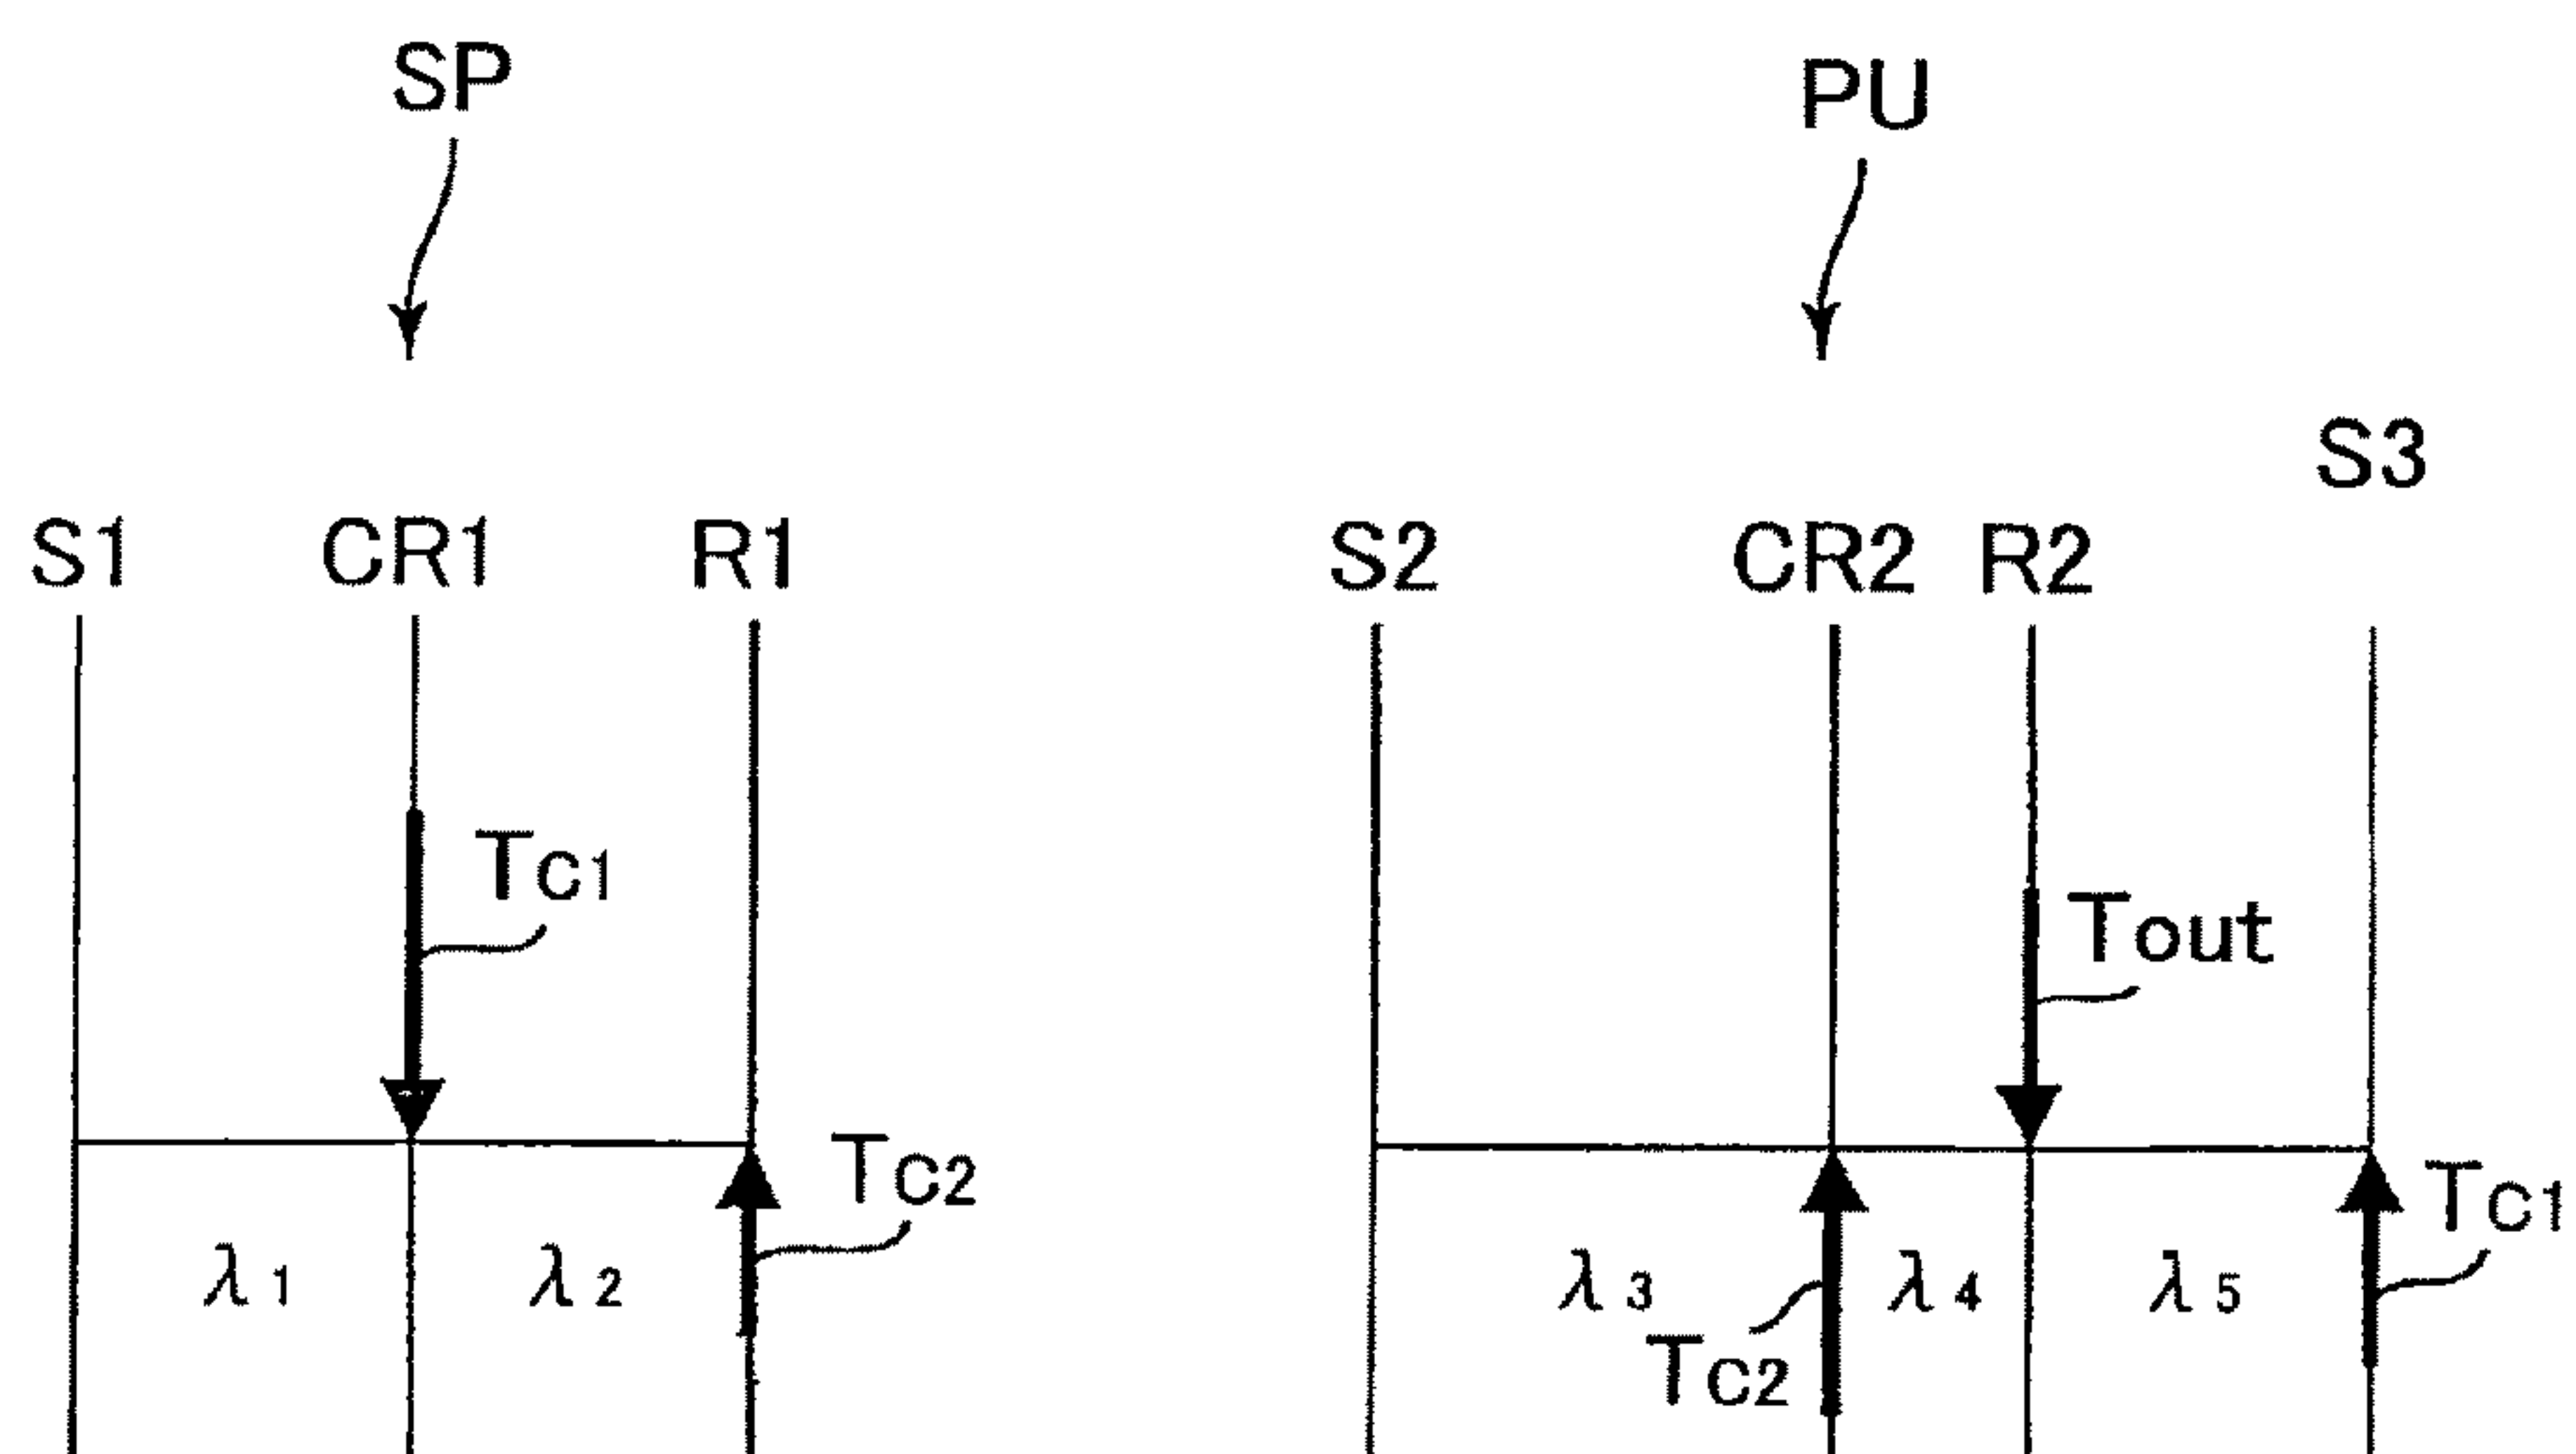 SP
PU
S1 CR1 R1
S2 CR2 R2 S3
Tc1
Tout
Tc2
Tc1
λ1 λ2
λ3 λ4 λ5
Tc2